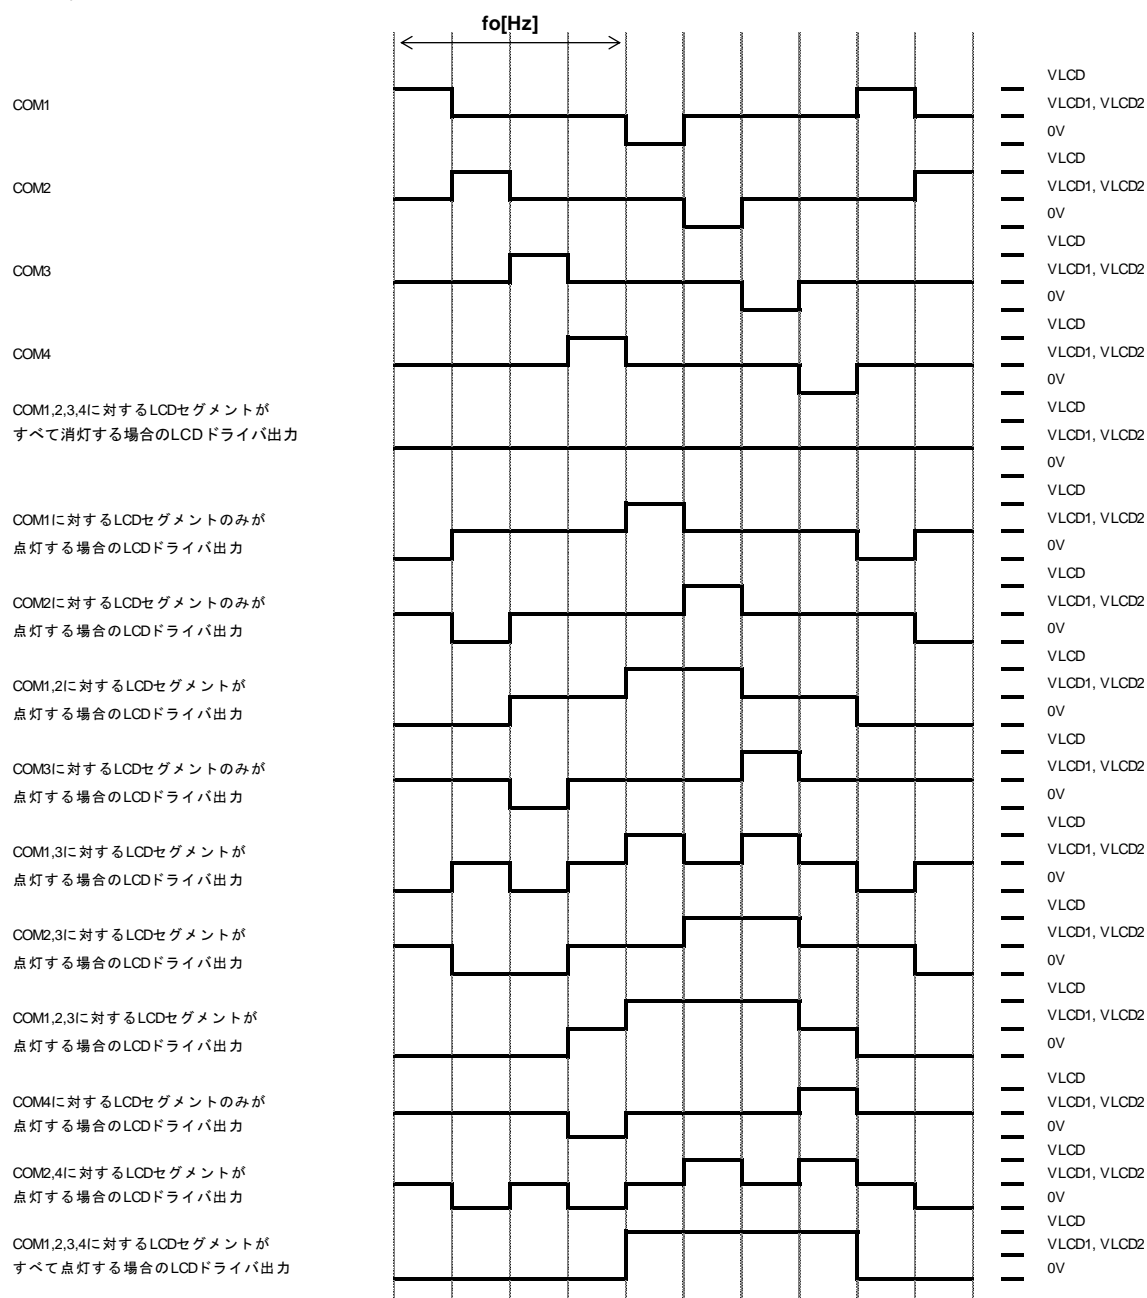 fo[Hz]
VLCD
COM1
VLCD1, VLCD2
0V
VLCD
COM2
VLCD1, VLCD2
0V
VLCD
COM3
VLCD1, VLCD2
0V
VLCD
COM4
VLCD1, VLCD2
0V
COM1,2,3,4に対するLCDセグメントが
VLCD
すべて消灯する場合のLCDドライバ出力
VLCD1, VLCD2
0V
VLCD
COM1に対するLCDセグメントのみが
VLCD1, VLCD2
点灯する場合のLCDドライバ出力
0V
VLCD
COM2に対するLCDセグメントのみが
VLCD1, VLCD2
点灯する場合のLCDドライバ出力
0V
VLCD
COM1,2に対するLCDセグメントが
VLCD1, VLCD2
点灯する場合のLCDドライバ出力
0V
VLCD
COM3に対するLCDセグメントのみが
VLCD1, VLCD2
点灯する場合のLCDドライバ出力
0V
VLCD
COM1,3に対するLCDセグメントが
VLCD1, VLCD2
点灯する場合のLCDドライバ出力
0V
VLCD
COM2,3に対するLCDセグメントが
VLCD1, VLCD2
点灯する場合のLCDドライバ出力
0V
VLCD
COM1,2,3に対するLCDセグメントが
VLCD1, VLCD2
点灯する場合のLCDドライバ出力
0V
VLCD
COM4に対するLCDセグメントのみが
VLCD1, VLCD2
点灯する場合のLCDドライバ出力
0V
VLCD
COM2,4に対するLCDセグメントが
VLCD1, VLCD2
点灯する場合のLCDドライバ出力
0V
VLCD
COM1,2,3,4に対するLCDセグメントが
VLCD1, VLCD2
すべて点灯する場合のLCDドライバ出力
0V